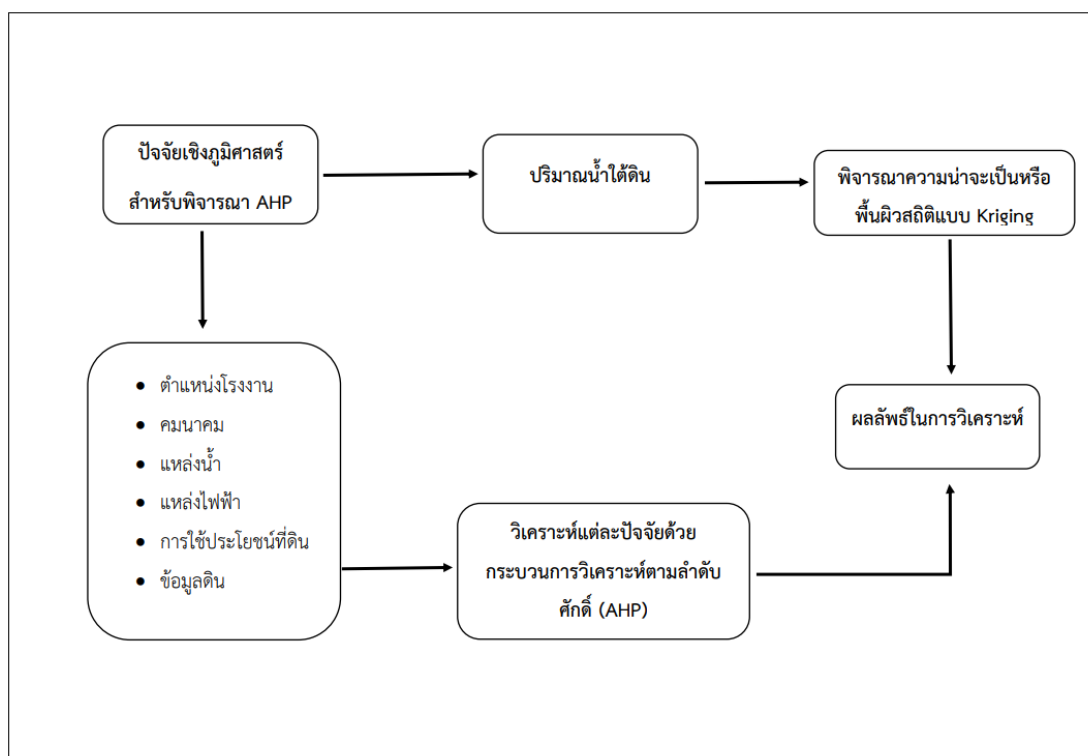 ปัจจัยเชิงภูมิศาสตร์
สำหรับพิจารณา AHP
ปริมาณน้ำใต้ดิน
พิจารณาความน่าจะเป็นหรือ
พื้นผิวสถิติแบบ Kriging
● ตำแหน่งโรงงาน
● คมนาคม
● แหล่งน้ำ
● แหล่งไฟฟ้า
● การใช้ประโยชน์ที่ดิน
● ข้อมูลดิน
ผลลัพธ์ในการวิเคราะห์
วิเคราะห์แต่ละปัจจัยด้วย
กระบวนการวิเคราะห์ตามลำดับ
ศักดิ์ (AHP)